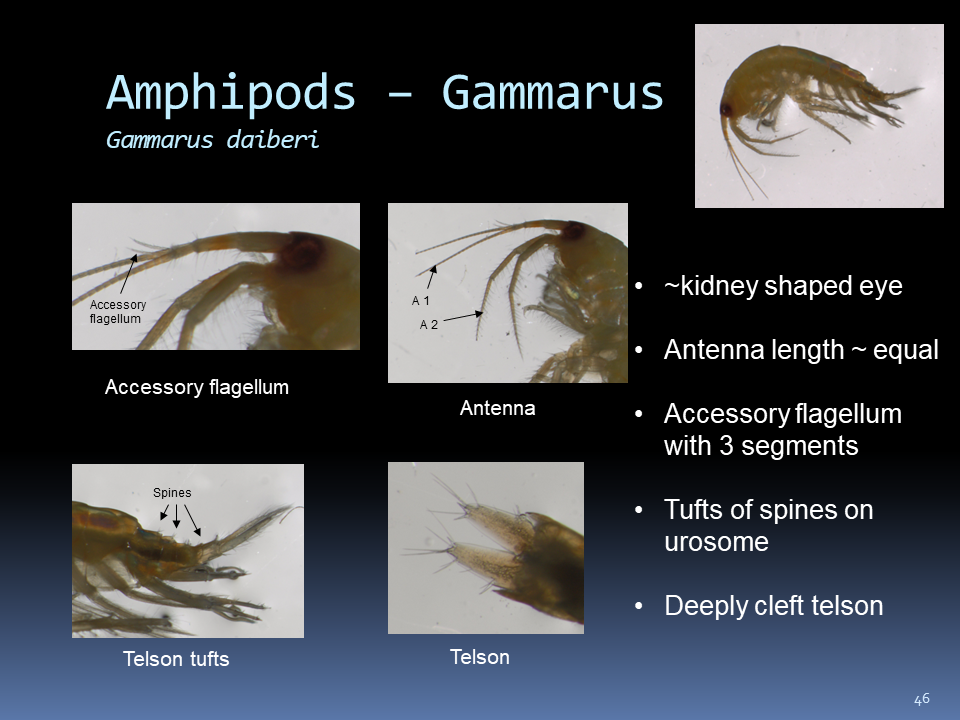 Amphipods – Gammarus
Gammarus daiberi
Accessory
flagellum
Accessory flagellum
A 1
A 2
Antenna
Spines
Telson tufts
Telson
• ~kidney shaped eye
• Antenna length ~ equal
• Accessory flagellum
with 3 segments
• Tufts of spines on
urosome
• Deeply cleft telson
46